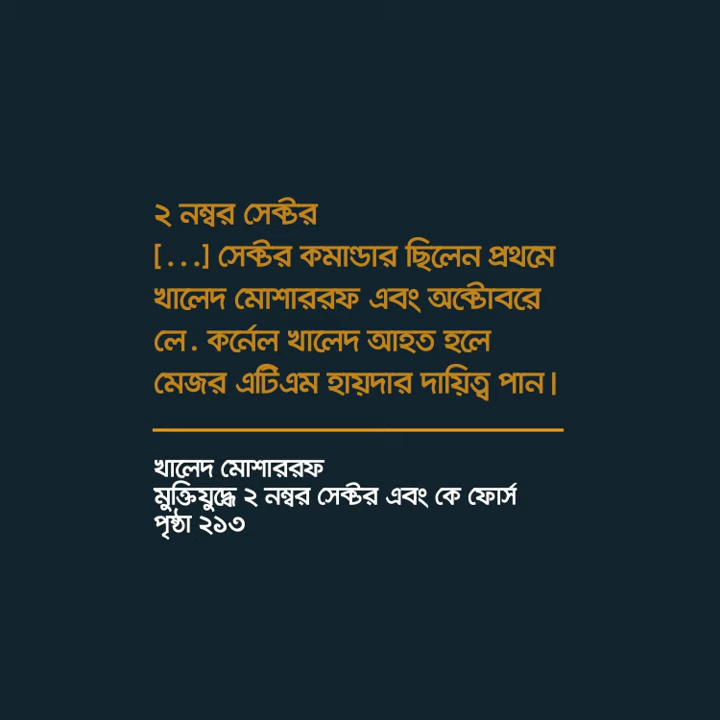 ২ নম্বর সেক্টর
[...] সেক্টর কমাণ্ডার ছিলেন প্রথমে
খালেদ মোশাররফ এবং অক্টোবরে
লে. কর্নেল খালেদ আহত হলে
মেজর এটিএম হায়দার দায়িত্ব পান।
খালেদ মোশাররফ
মুক্তিযুদ্ধে ২ নম্বর সেক্টর এবং কে ফোর্স
পৃষ্ঠা ২১৩